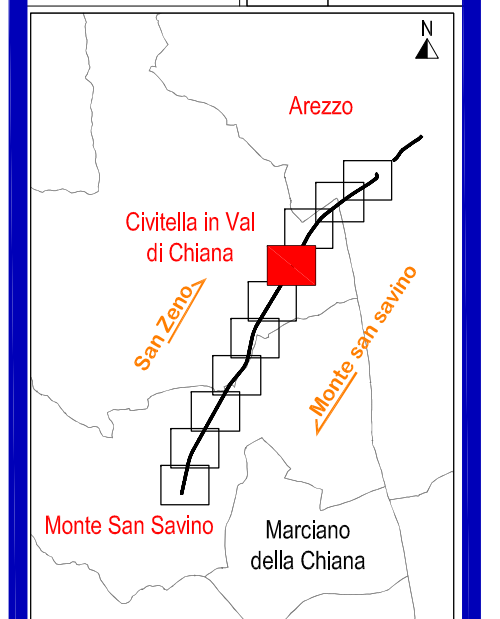 N
Arezzo
Civitella in Val
di Chiana
San Zeno
Monte san savino
Monte San Savino
Marciano
della Chiana